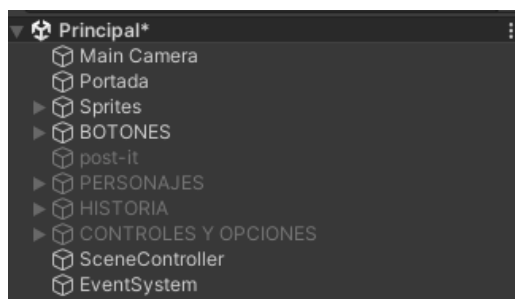 Principal*
Main Camera
Portada
Sprites
BOTONES
post-it
PERSONAJES
HISTORIA
CONTROLES Y OPCIONES
SceneController
EventSystem